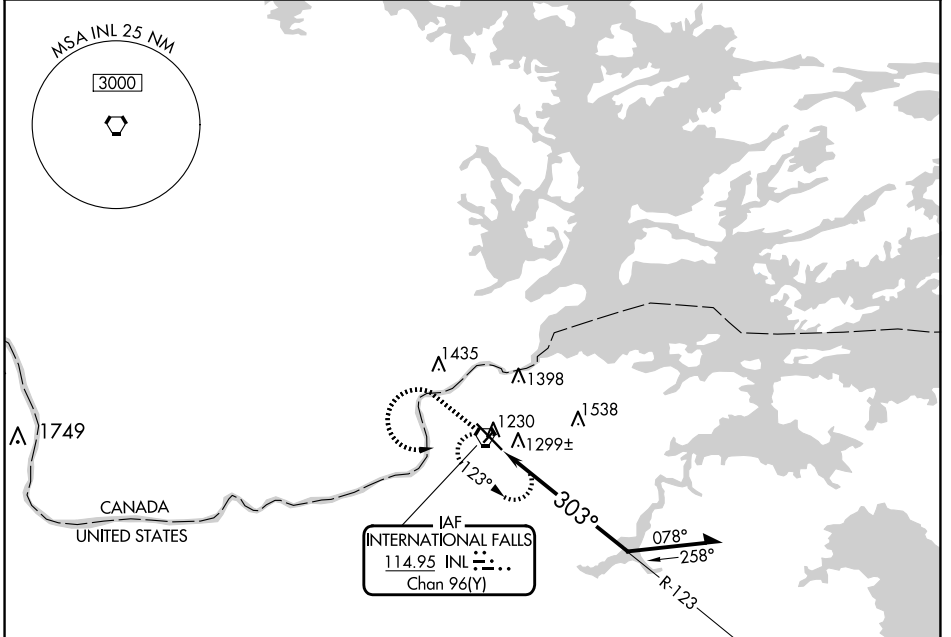 MSA INL 25 NM
3000
1435
1398
1538
1230
1299±
1749
123°
303°
CANADA
UNITED STATES
IAF
INTERNATIONAL FALLS
114.95 INL
Chan 96(Y)
078°
258°
R-123